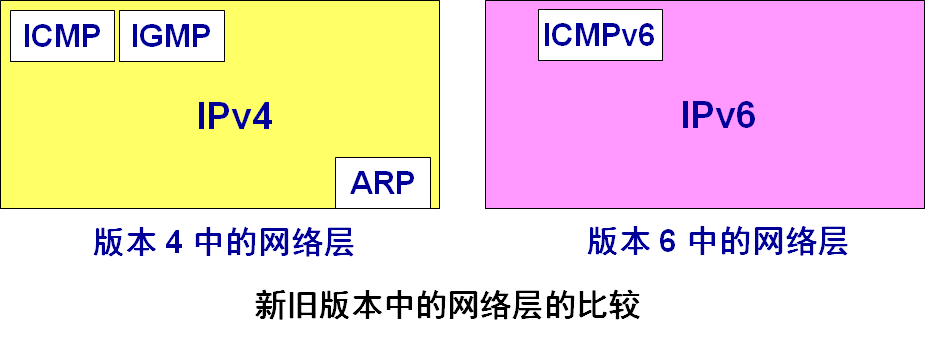 ICMP IGMP
IPv4
ARP
版本 4 中的网络层
ICMPv6
IPv6
版本 6 中的网络层
新旧版本中的网络层的比较